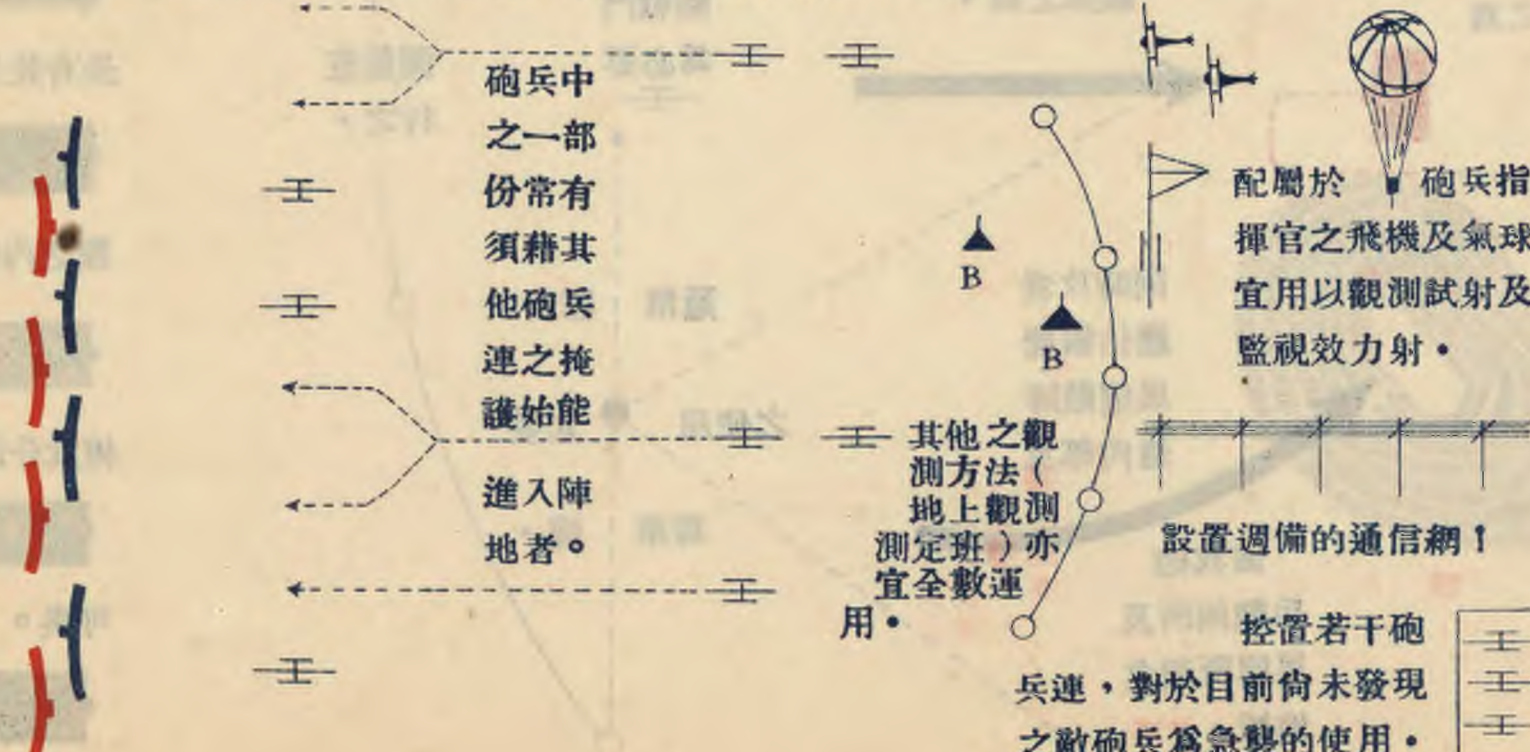 砲兵中
之一部
份常有
須藉其
他砲兵
連之掩
護始能
進入陣
地者。
B
B
配屬於 砲兵指
揮官之飛機及氣球
宜用以觀測試射及
監視效力射・
其他之觀
測方法(
地上觀測
測定班)亦
宜全數運
用・
設置週備的通信網！
控置若干砲
兵連，對於目前尚未發現
之敵砲兵爲急襲的使用・